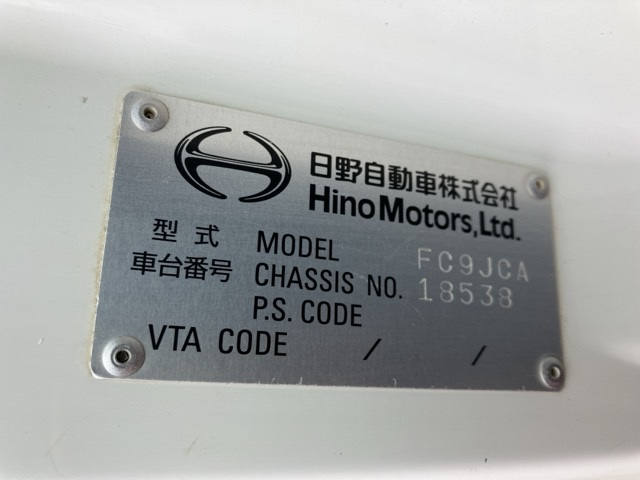 日野自動車株式会社
Hino Motors, Ltd.
型式 MODEL FC9JCA
車台番号 CHASSIS NO. 18538
P.S. CODE
VTA CODE / /